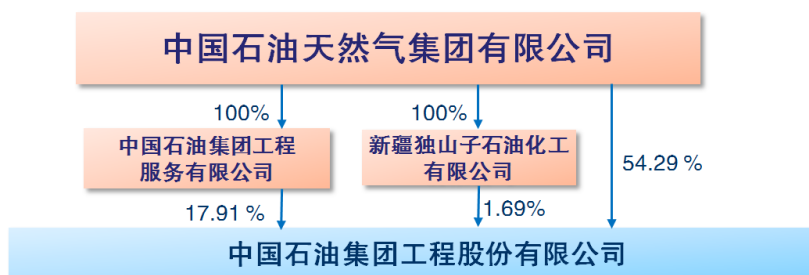 中国石油天然气集团有限公司
100%
100%
中国石油集团工程
服务有限公司
新疆独山子石油化工
有限公司
54.29 %
17.91 %
1.69%
中国石油集团工程股份有限公司